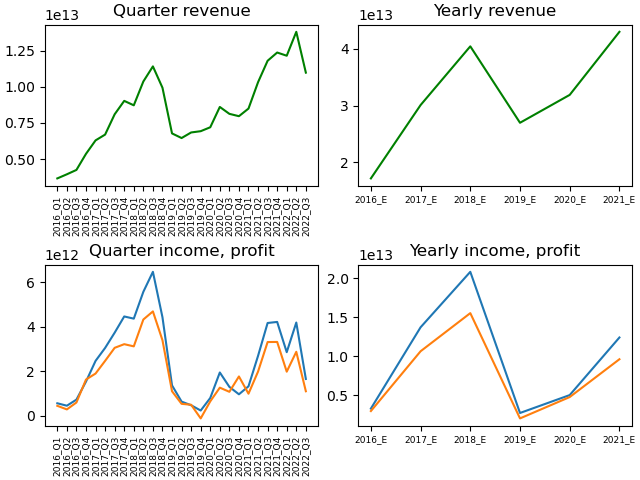 Quarter revenue
1e13
1.25
1.00
0.75
0.50
2016_Q1
2016_Q2
2016_Q3
2016_Q4
2017_Q1
2017_Q2
2017_Q3
2017_Q4
2018_Q1
2018_Q2
2018_Q3
2018_Q4
2019_Q1
2019_Q2
2019_Q3
2019_Q4
2020_Q1
2020_Q2
2020_Q3
2020_Q4
2021_Q1
2021_Q2
2021_Q3
2021_Q4
2022_Q1
2022_Q2
2022_Q3
Yearly revenue
1e13
4
3
2
2016_E 2017_E 2018_E 2019_E 2020_E 2021_E
Quarter income, profit
1e12
6
4
2
0
2016_Q1
2016_Q2
2016_Q3
2016_Q4
2017_Q1
2017_Q2
2017_Q3
2017_Q4
2018_Q1
2018_Q2
2018_Q3
2018_Q4
2019_Q1
2019_Q2
2019_Q3
2019_Q4
2020_Q1
2020_Q2
2020_Q3
2020_Q4
2021_Q1
2021_Q2
2021_Q3
2021_Q4
2022_Q1
2022_Q2
2022_Q3
Yearly income, profit
1e13
2.0
1.5
1.0
0.5
2016_E 2017_E 2018_E 2019_E 2020_E 2021_E